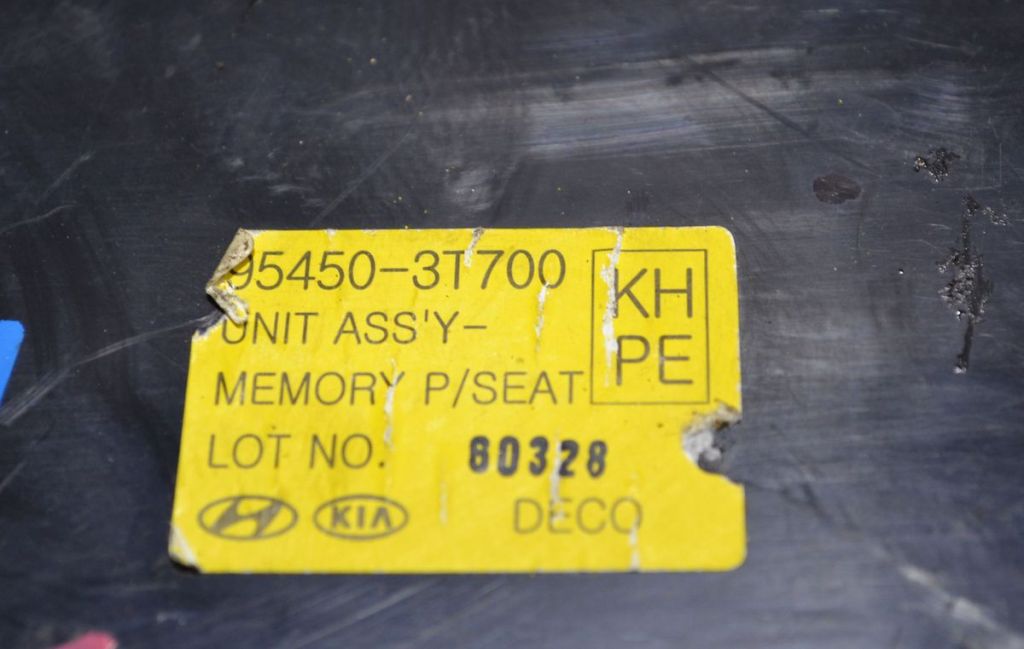 95450-3T700
KH
PE
UNIT ASS'Y-
MEMORY P/SEAT
LOT NO. 60328
KIA DECO